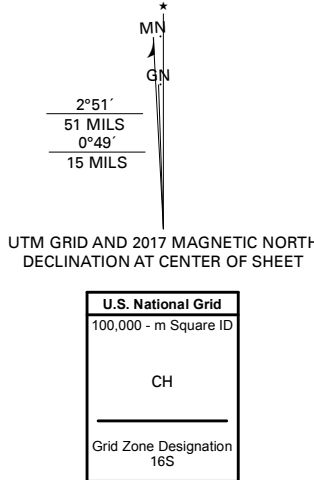 MN
GN
2°51´
51 MILS
0°49´
15 MILS
UTM GRID AND 2017 MAGNETIC NORTH
DECLINATION AT CENTER OF SHEET
U.S. National Grid
100,000 - m Square ID
CH
Grid Zone Designation
16S